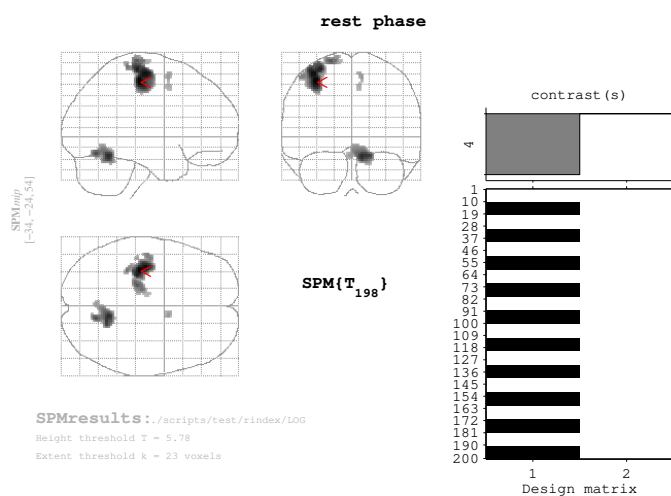 rest phase
contrast(s)
4
SPMmip
[-34, -24, 54]
SPM{T198}
1
10
19
28
37
46
55
64
73
82
91
100
109
118
127
136
145
154
163
172
181
190
200
1 2
Design matrix
SPMresults: ./scripts/test/rindex/LOG
Height threshold T = 5.78
Extent threshold k = 23 voxels